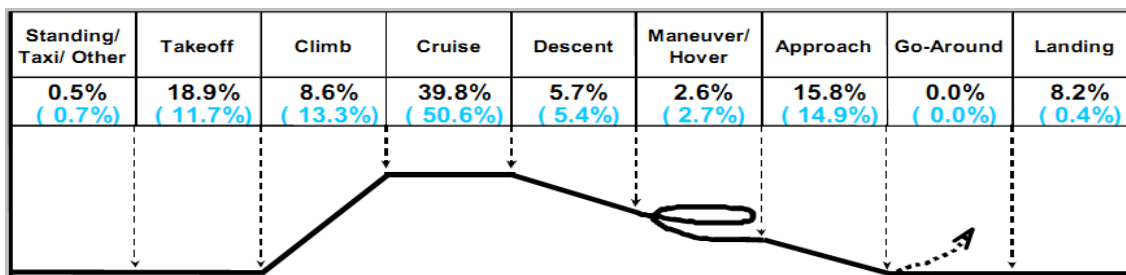 Standing/
Taxi/ Other
Takeoff
Climb
Cruise
Descent
Maneuver/
Hover
Approach
Go-Around
Landing
0.5% 18.9% 8.6% 39.8% 5.7% 2.6% 15.8% 0.0% 8.2%
( 0.7%) ( 11.7%) ( 13.3%) ( 50.6%) ( 5.4%) ( 2.7%) ( 14.9%) ( 0.0%) ( 0.4%)